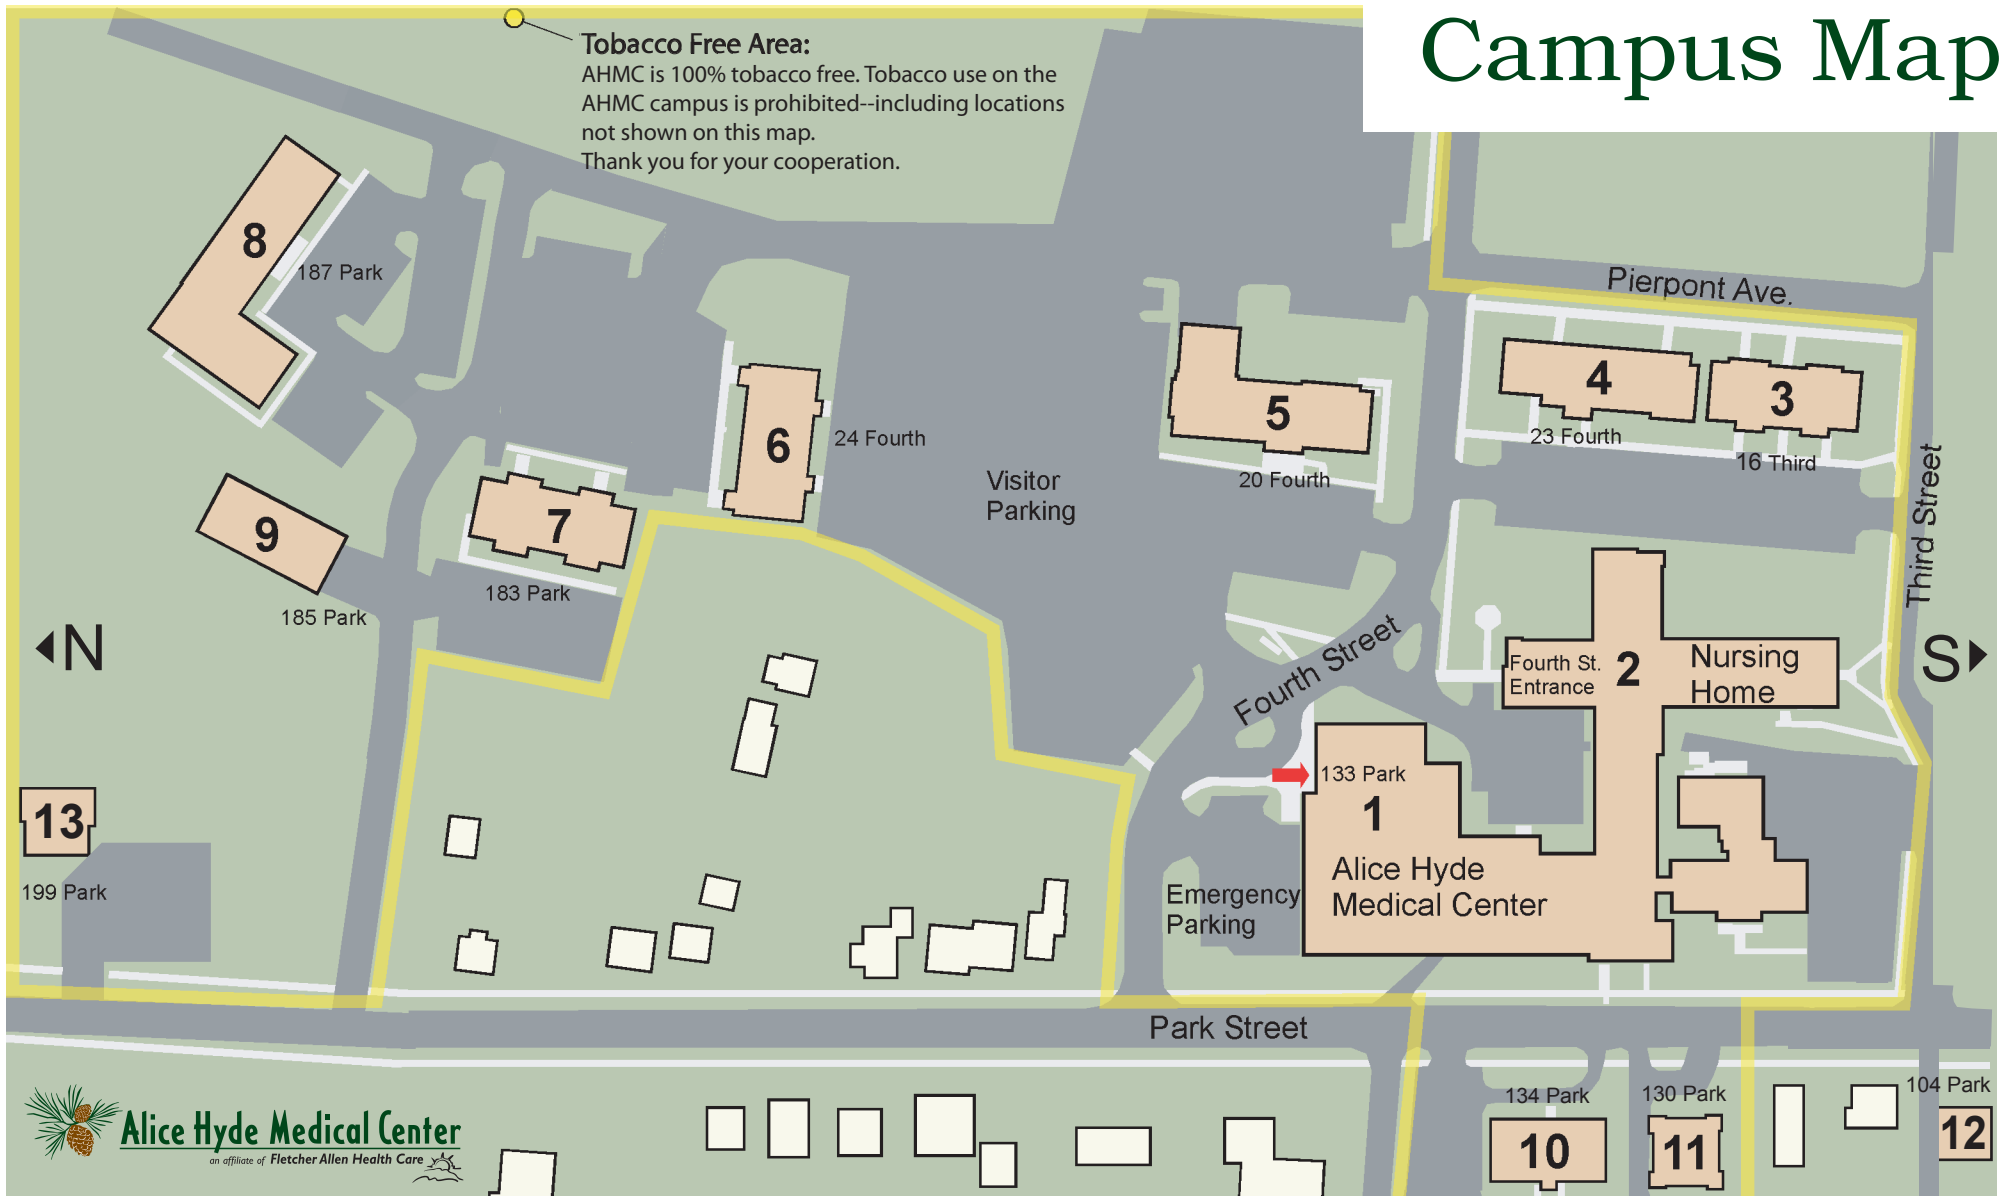 Campus Map
Tobacco Free Area:
AHMC is 100% tobacco free. Tobacco use on the
AHMC campus is prohibited--including locations
not shown on this map.
Thank you for your cooperation.
8
187 Park
Pierpont Ave.
4
3
5
6
24 Fourth
23 Fourth
16 Third
20 Fourth
Visitor
Parking
9
7
183 Park
185 Park
Third Street
N
S
Fourth Street
Fourth St.
Entrance
2
Nursing
Home
133 Park
1
Alice Hyde
Medical Center
13
199 Park
Emergency
Parking
Park Street
134 Park
130 Park
104 Park
10
11
12
Alice Hyde Medical Center
an affiliate of Fletcher Allen Health Care